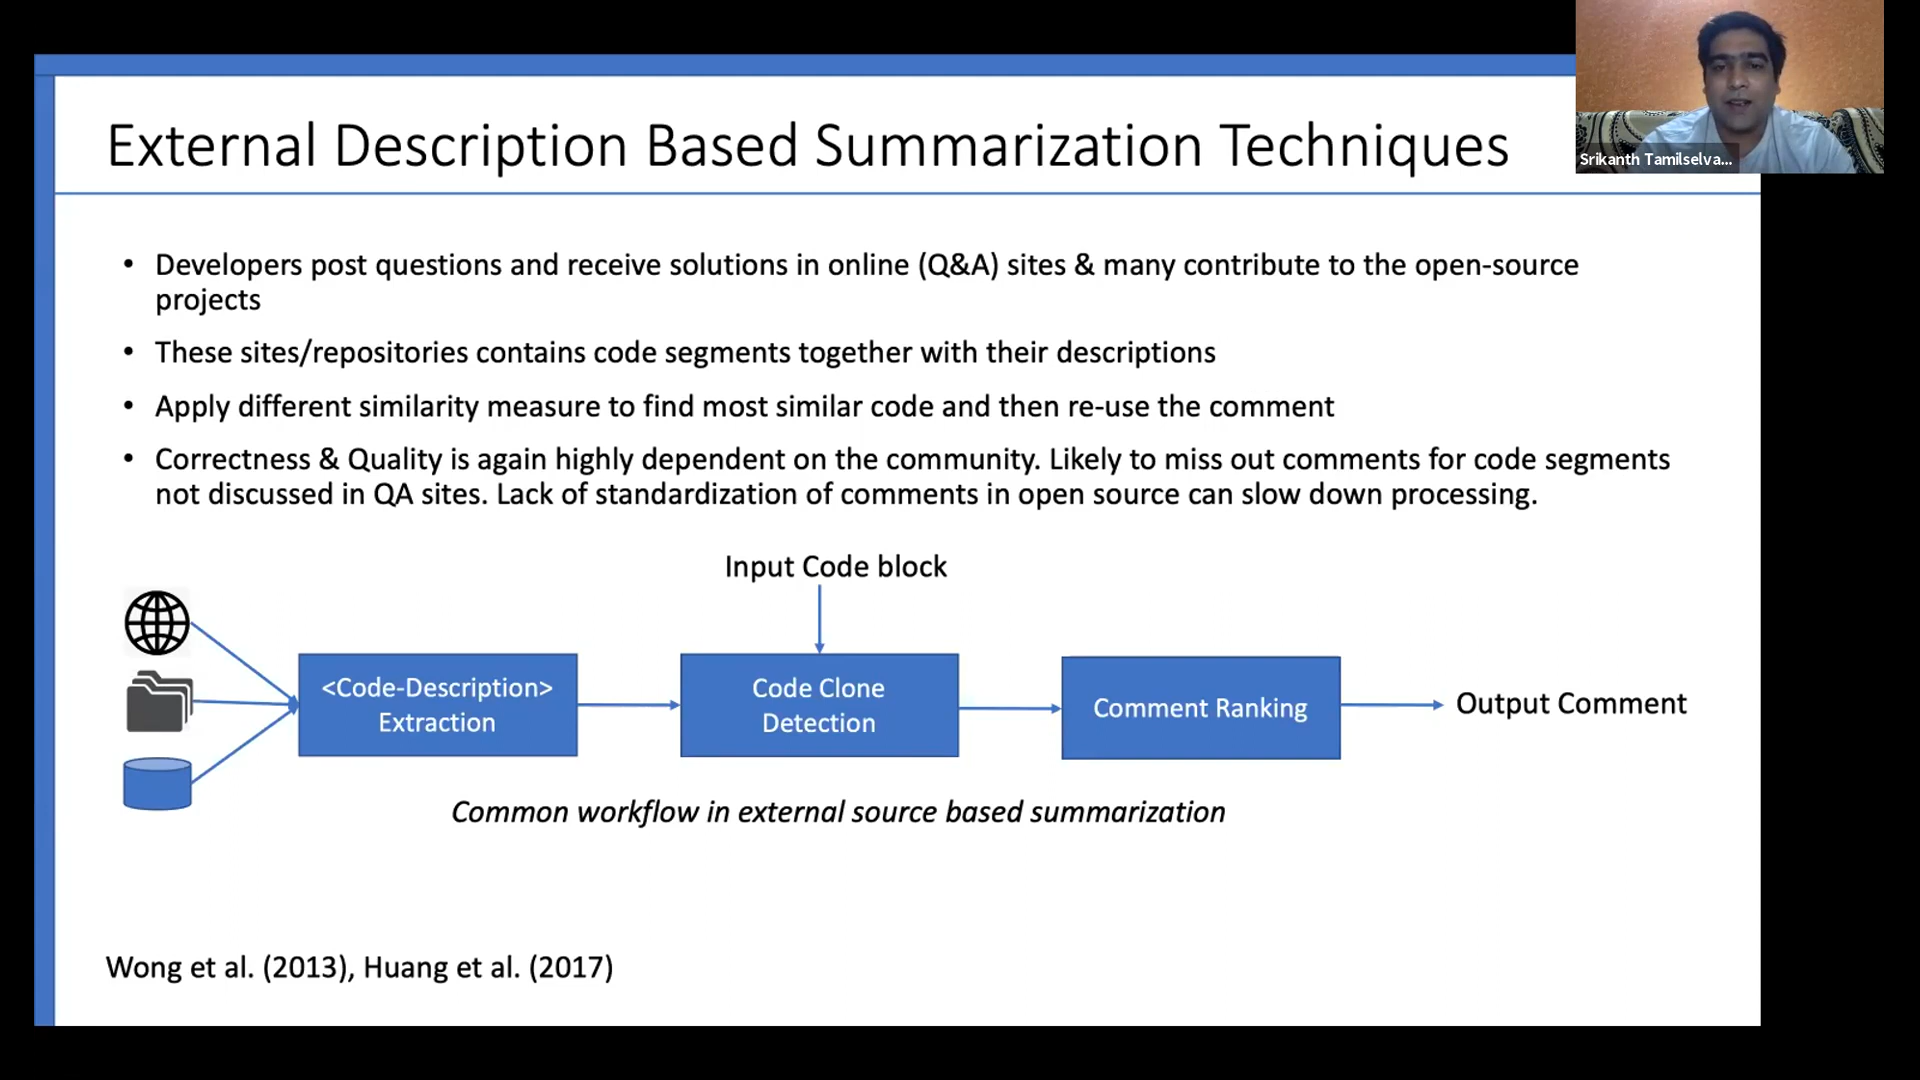 External Description Based Summarization Techniques
Srikanth Tamilselva...
• Developers post questions and receive solutions in online (Q&A) sites & many contribute to the open-source
projects
• These sites/repositories contains code segments together with their descriptions
• Apply different similarity measure to find most similar code and then re-use the comment
• Correctness & Quality is again highly dependent on the community. Likely to miss out comments for code segments
not discussed in QA sites. Lack of standardization of comments in open source can slow down processing.
Input Code block
<Code-Description>
Extraction
Code Clone
Detection
Comment Ranking
Output Comment
Common workflow in external source based summarization
Wong et al. (2013), Huang et al. (2017)